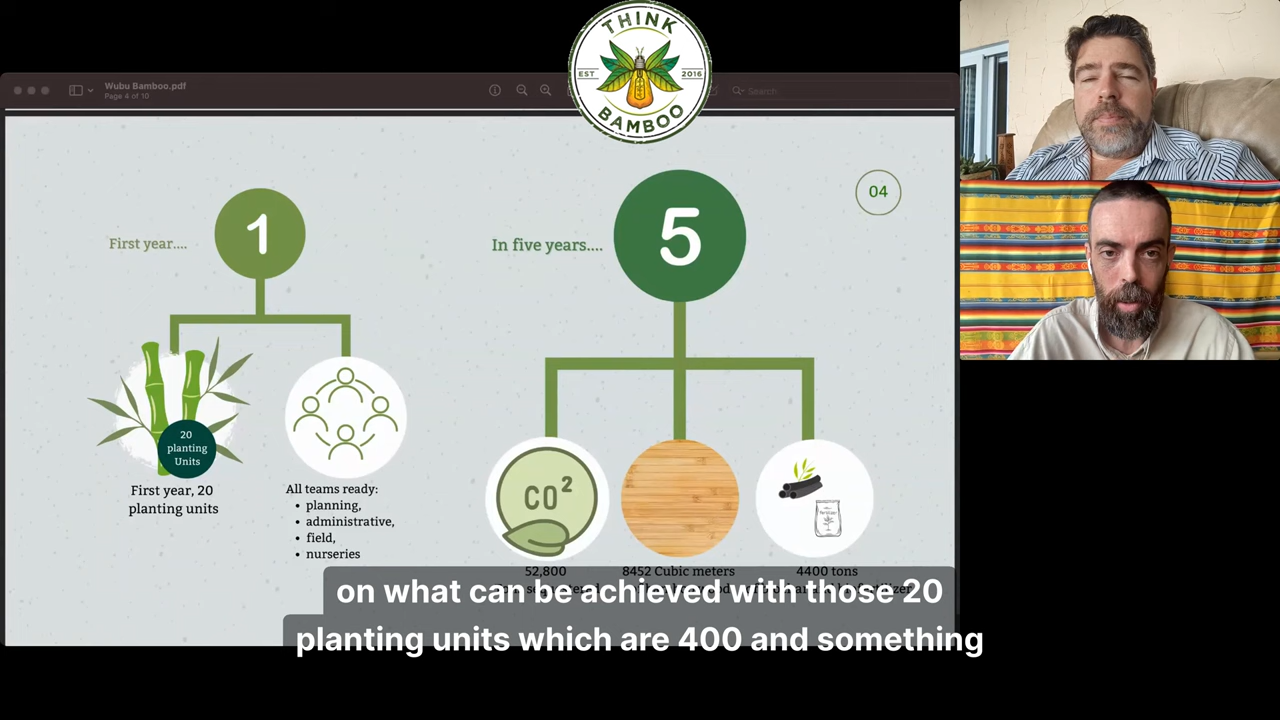 THINK
EST
2016
BAMBOO
Wubu Bamboo.pdf
Page 4 of 10
Search
04
1
First year....
5
In five years....
20
planting
Units
First year, 20
planting units
All teams ready:
• planning,
• administrative,
• field,
• nurseries
CO²
52,800
8452 Cubic meters
4400 tons
on what can be achieved with those 20
planting units which are 400 and something